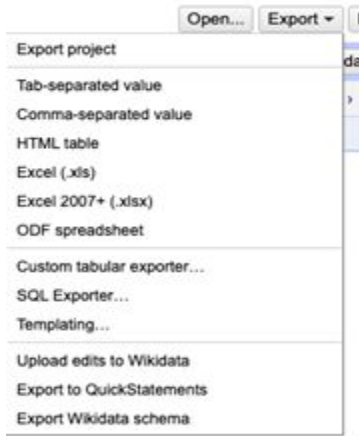 Open... Export
Export project
da
Tab-separated value
Comma-separated value
HTML table
Excel (.xls)
Excel 2007+ (.xlsx)
ODF spreadsheet
Custom tabular exporter...
SQL Exporter...
Templating...
Upload edits to Wikidata
Export to QuickStatements
Export Wikidata schema